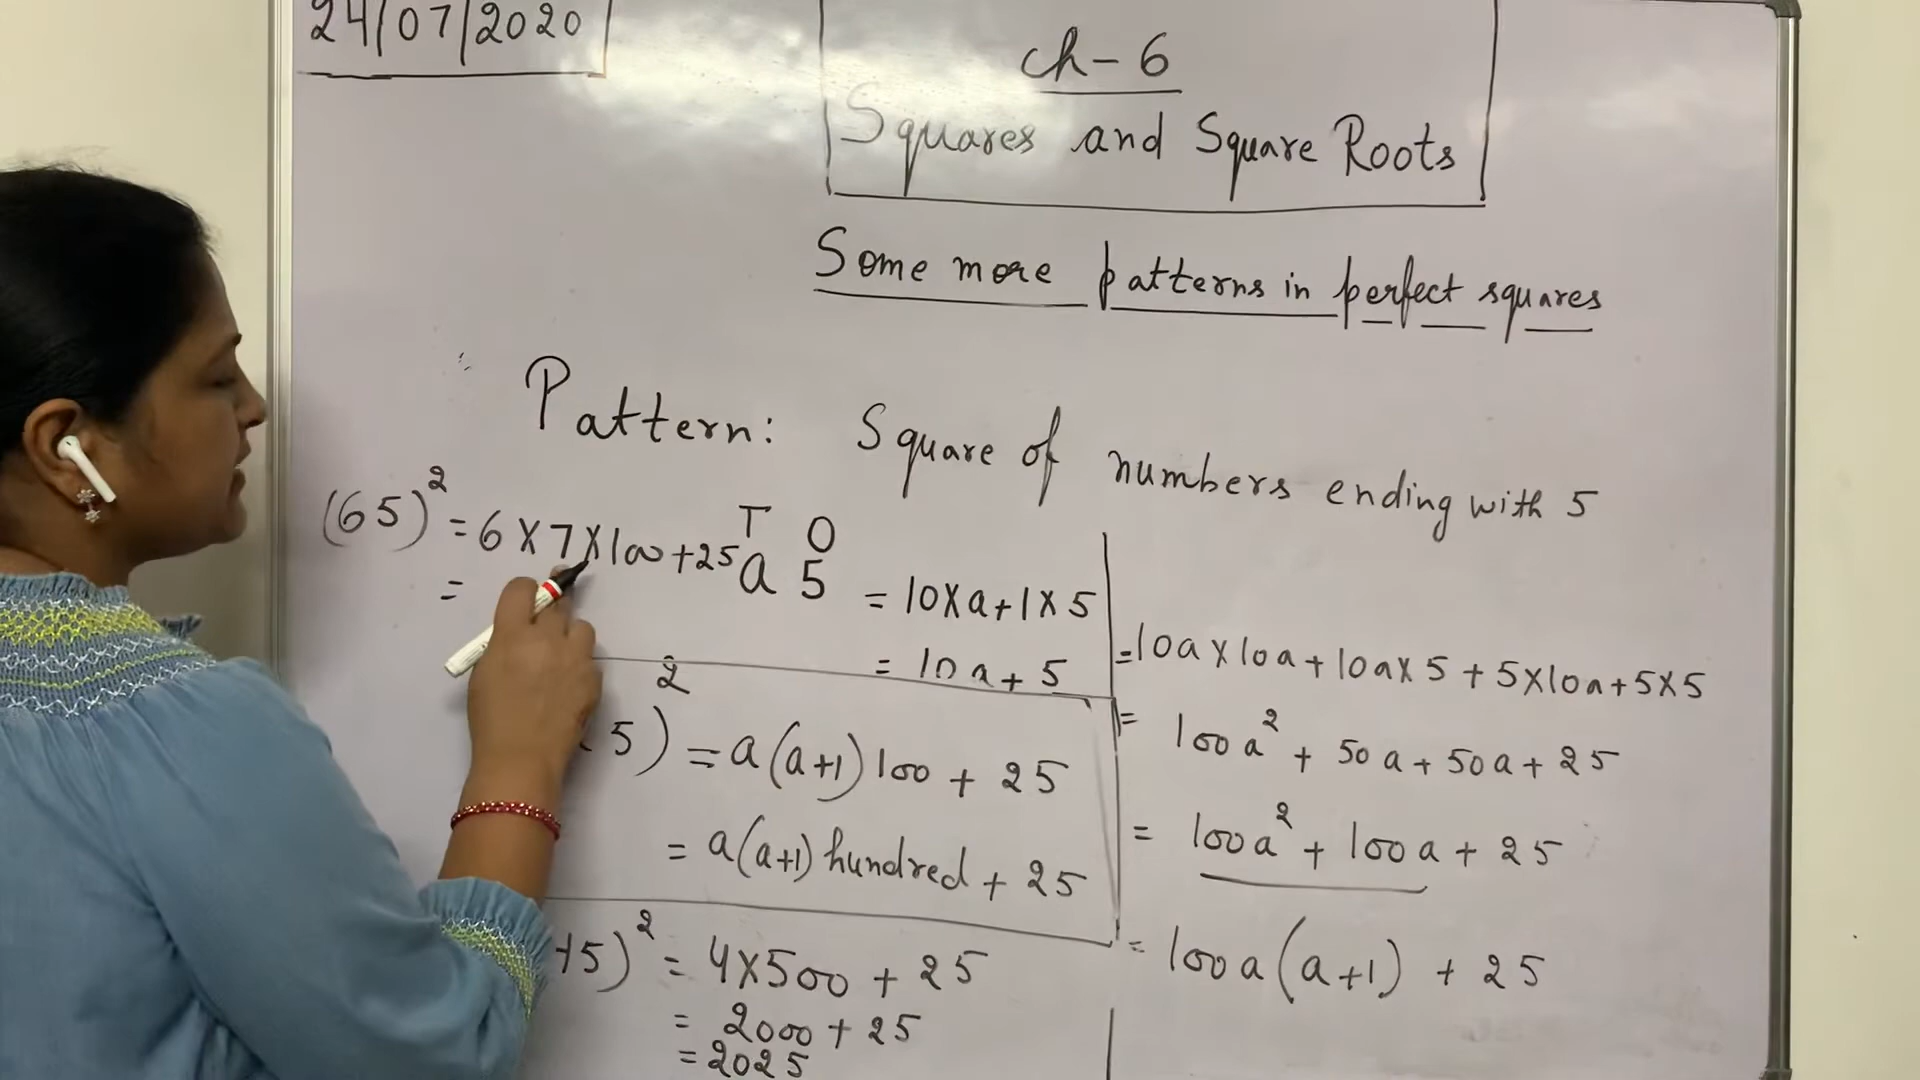 24/07/2020
Ch-6
Squares and Square Roots
Some more patterns in perfect squares
Pattern: Square of numbers ending with 5
(65)² = 6×7×100+25
=
T O
a 5 = 10×a+1×5
= 10a+5
5)² = a(a+1)100 + 25
= a(a+1) hundred + 25
5)² = 4×500 + 25
= 2000 + 25
= 2025
= 10a×10a+10a×5+5×10a+5×5
= 100a² + 50a+50a+25
= 100a² + 100a + 25
= 100a(a+1) + 25